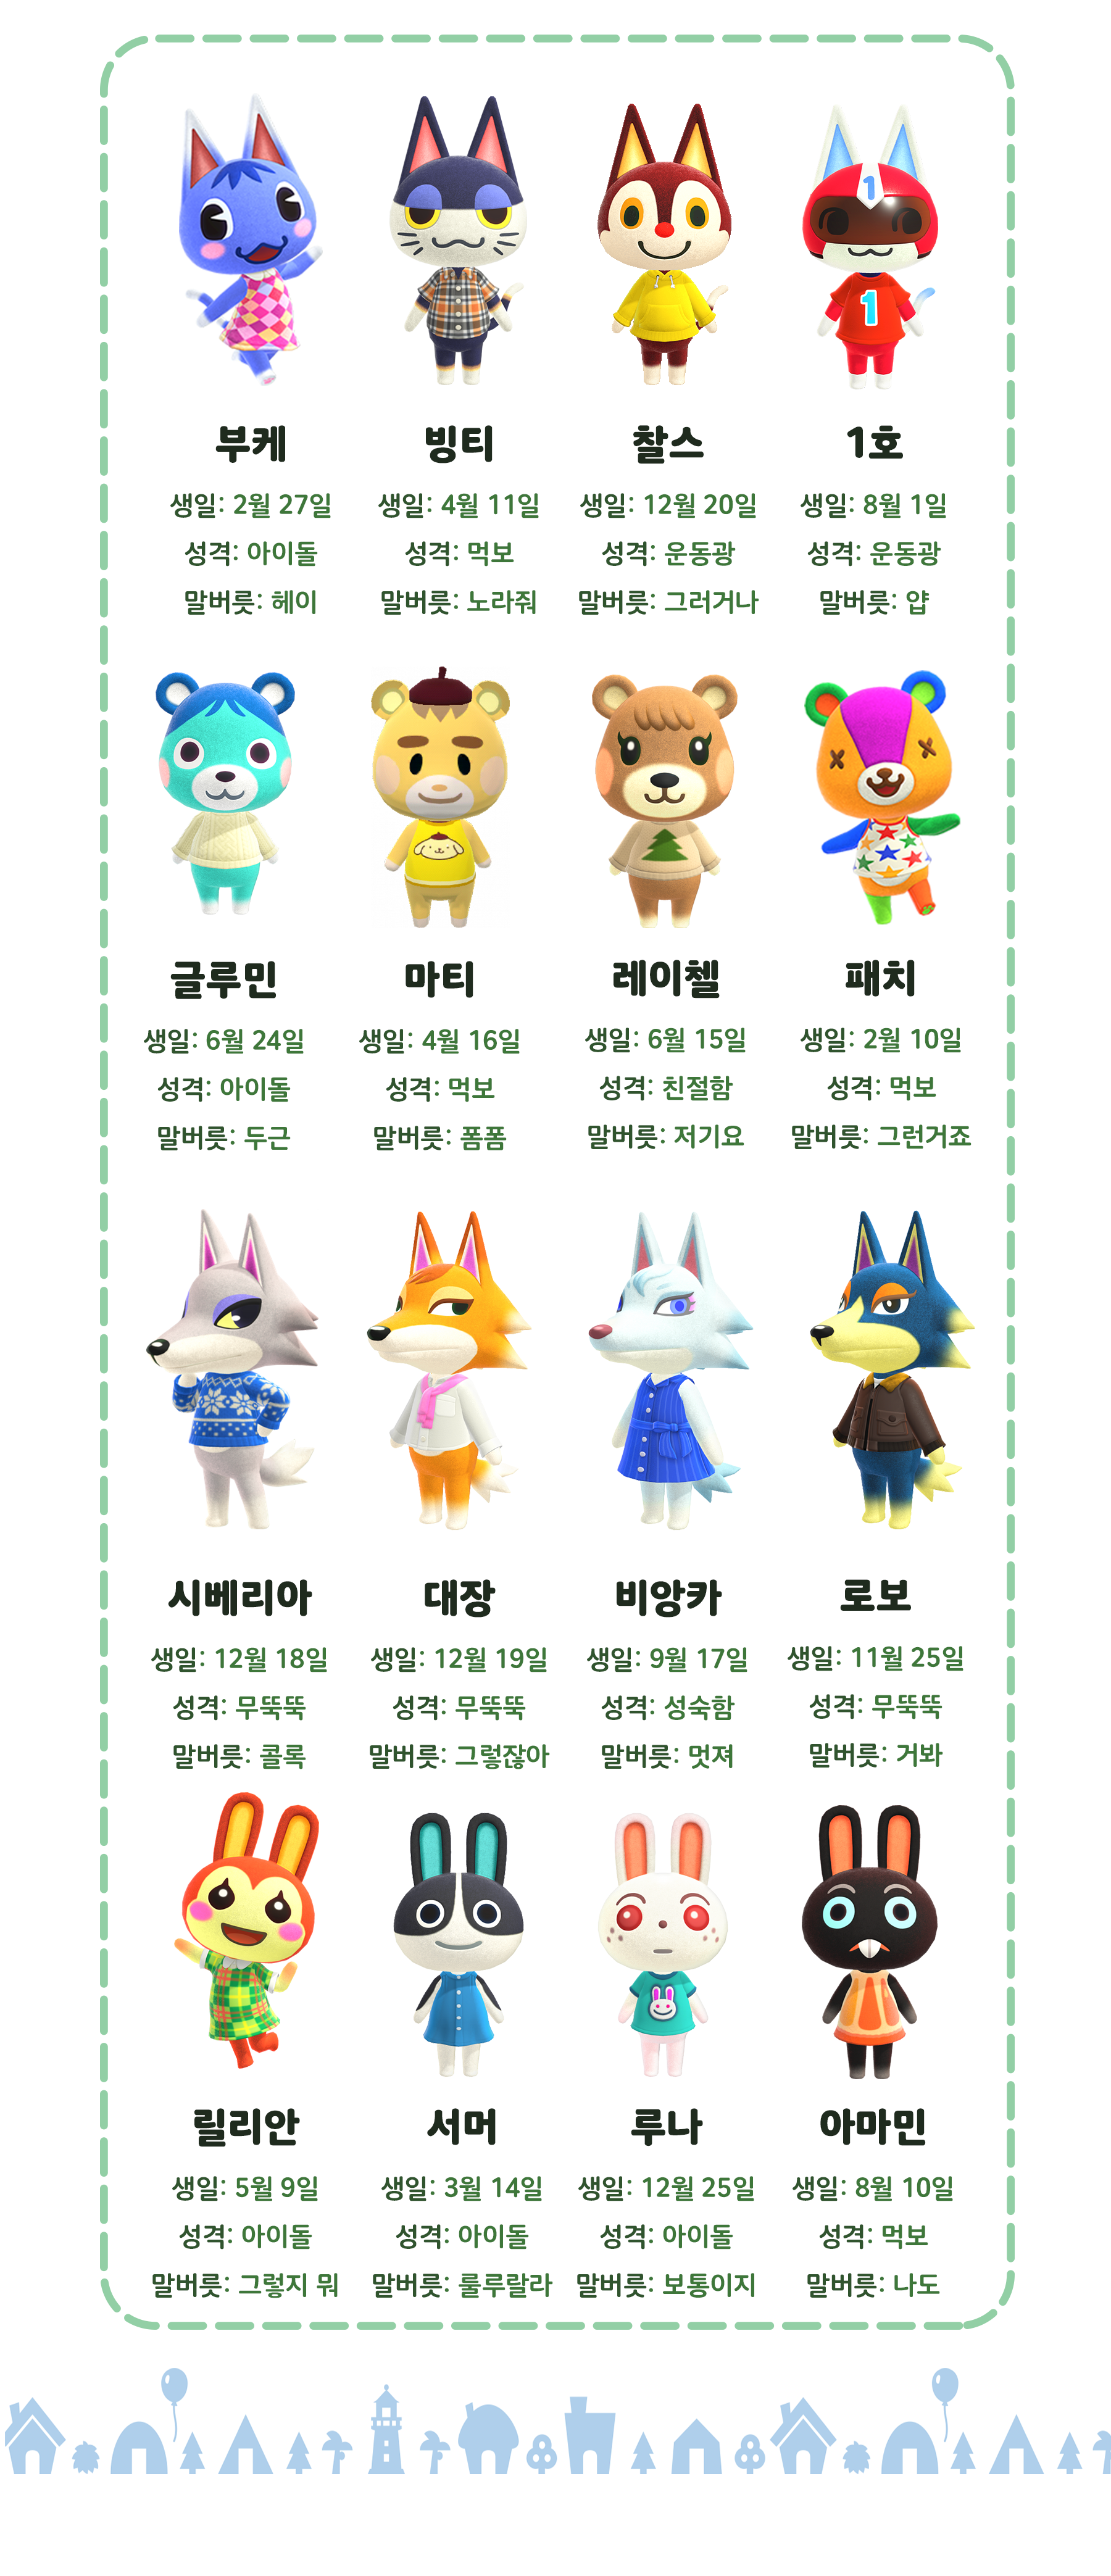 1
1
부케
빙티
찰스
1호
생일: 2월 27일
생일: 4월 11일
생일: 12월 20일
생일: 8월 1일
성격: 아이돌
성격: 먹보
성격: 운동광
성격: 운동광
말버릇: 헤이
말버릇: 노라줘
말버릇: 그러거나
말버릇: 얍
글루민
마티
레이첼
패치
생일: 6월 24일
생일: 4월 16일
생일: 6월 15일
생일: 2월 10일
성격: 아이돌
성격: 먹보
성격: 친절함
성격: 먹보
말버릇: 두근
말버릇: 폼폼
말버릇: 저기요
말버릇: 그런거죠
시베리아
대장
비앙카
로보
생일: 12월 18일
생일: 12월 19일
생일: 9월 17일
생일: 11월 25일
성격: 무뚝뚝
성격: 무뚝뚝
성격: 성숙함
성격: 무뚝뚝
말버릇: 콜록
말버릇: 그렇잖아
말버릇: 멋져
말버릇: 거봐
릴리안
서머
루나
아마민
생일: 5월 9일
생일: 3월 14일
생일: 12월 25일
생일: 8월 10일
성격: 아이돌
성격: 아이돌
성격: 아이돌
성격: 먹보
말버릇: 그렇지 뭐
말버릇: 룰루랄라
말버릇: 보통이지
말버릇: 나도